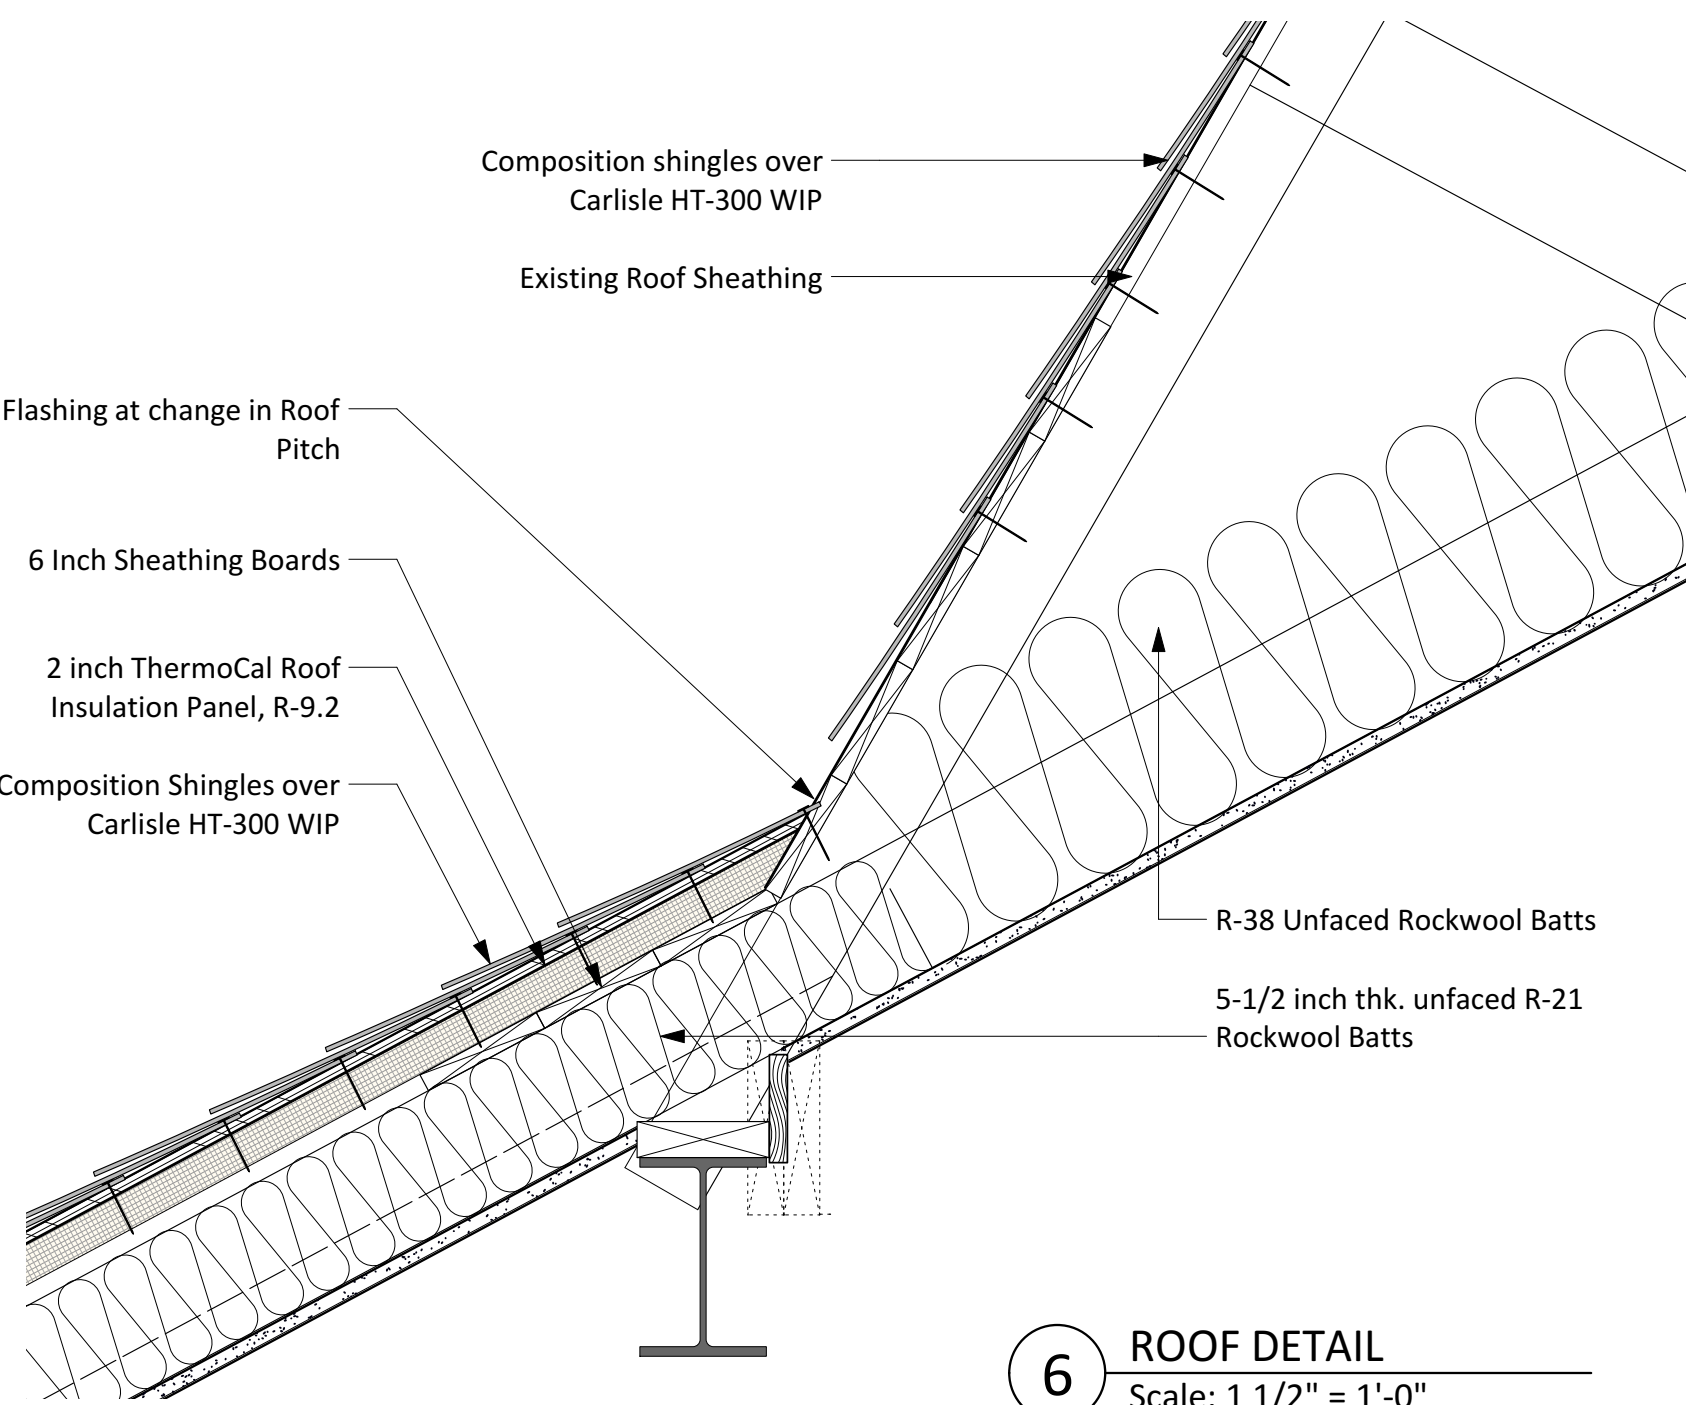 Composition shingles over
Carlisle HT-300 WIP
Existing Roof Sheathing
Flashing at change in Roof
Pitch
6 Inch Sheathing Boards
2 inch ThermoCal Roof
Insulation Panel, R-9.2
Composition Shingles over
Carlisle HT-300 WIP
R-38 Unfaced Rockwool Batts
5-1/2 inch thk. unfaced R-21
Rockwool Batts
6
ROOF DETAIL
Scale: 1 1/2" = 1'-0"